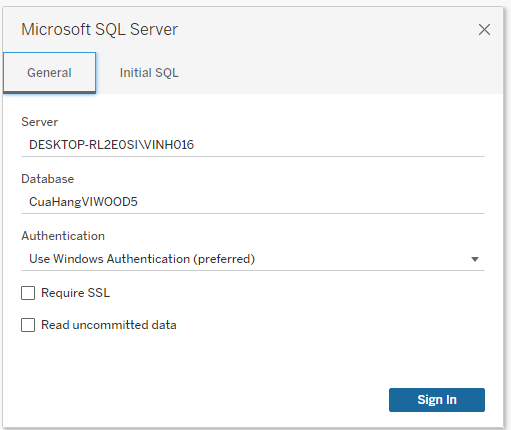 Microsoft SQL Server
General Initial SQL
Server
DESKTOP-RL2E0SI\VINH016
Database
CuaHangVIWOOD5
Authentication
Use Windows Authentication (preferred)
Require SSL
Read uncommitted data
Sign In